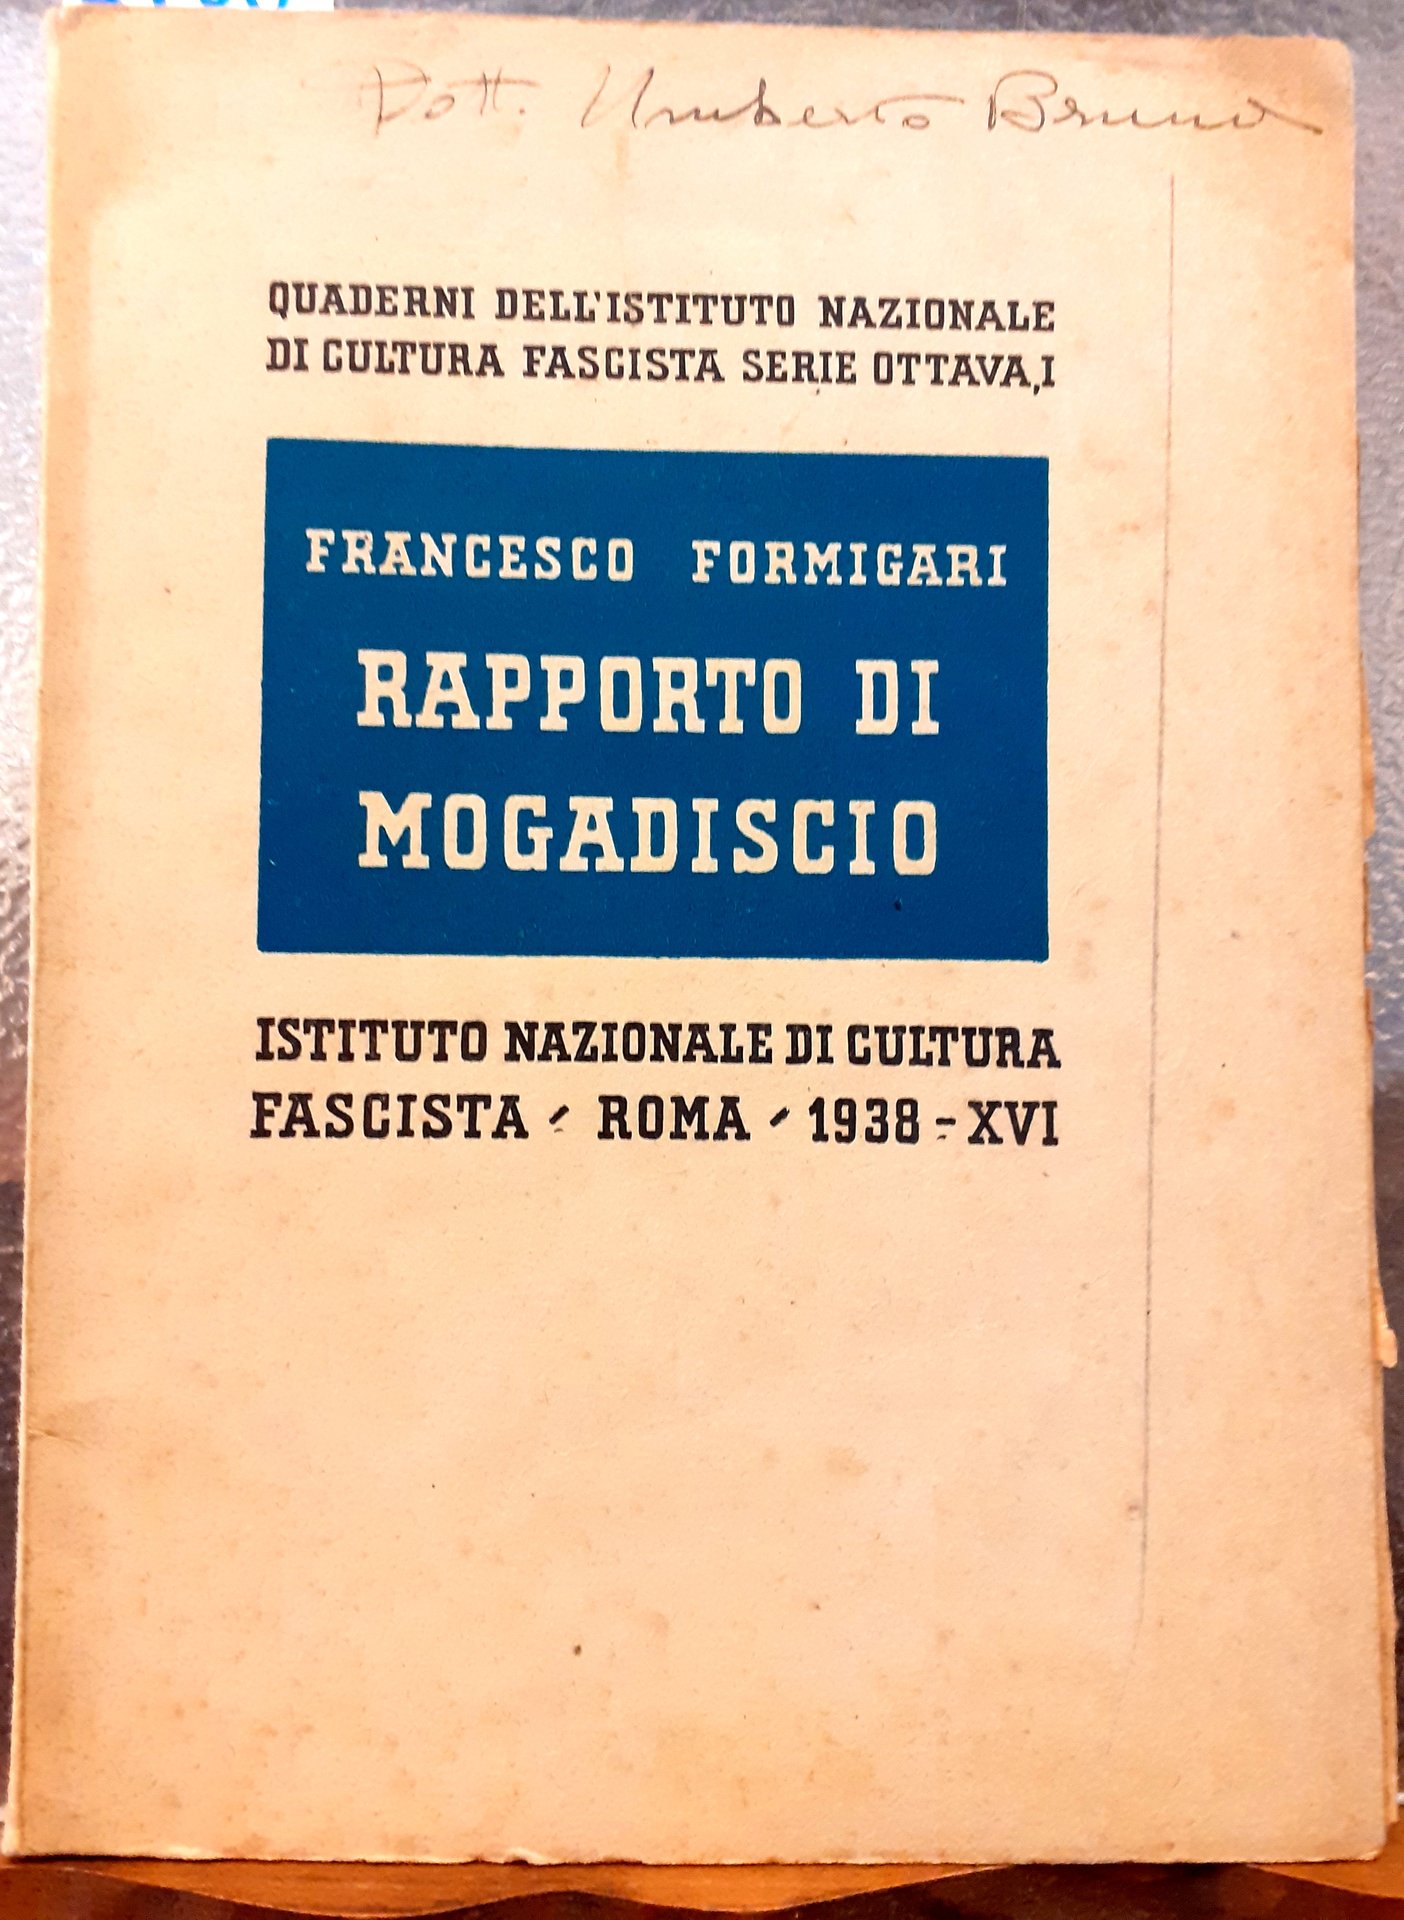 Dott. Umberto Bruno
QUADERNI DELL'ISTITUTO NAZIONALE
DI CULTURA FASCISTA SERIE OTTAVA, I
FRANCESCO FORMIGARI
RAPPORTO DI
MOGADISCIO
ISTITUTO NAZIONALE DI CULTURA
FASCISTA - ROMA - 1938 - XVI